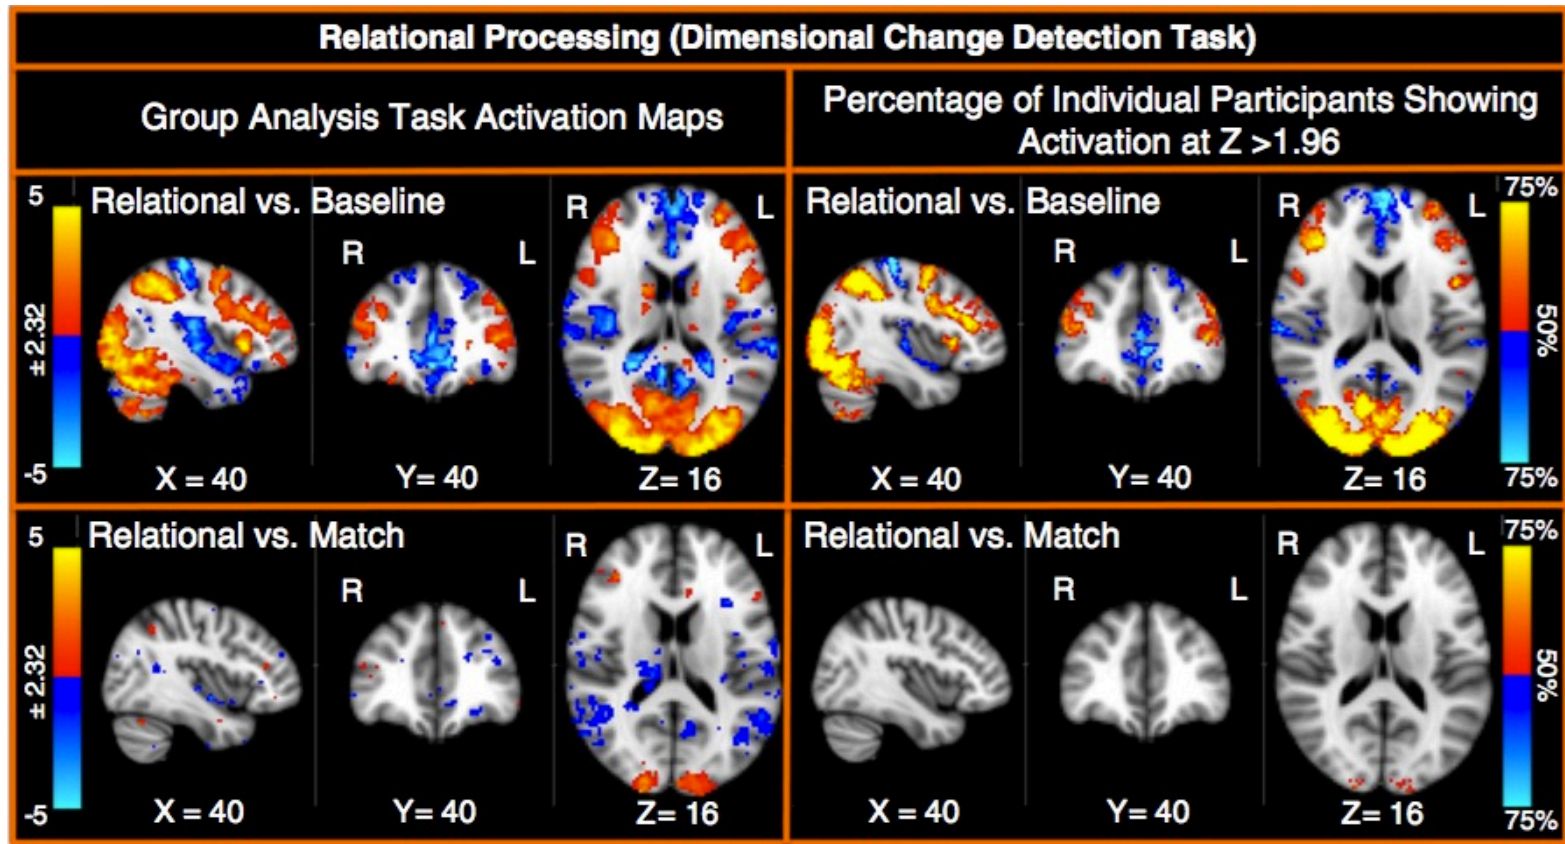 Relational Processing (Dimensional Change Detection Task)
Group Analysis Task Activation Maps
Percentage of Individual Participants Showing
Activation at Z >1.96
5
± 2.32
-5
Relational vs. Baseline
R
L
R
L
X = 40
Y= 40
Z= 16
Relational vs. Baseline
R
L
R
L
75%
50%
75%
X = 40
Y= 40
Z= 16
5
± 2.32
-5
Relational vs. Match
R
L
R
L
X = 40
Y= 40
Z= 16
Relational vs. Match
R
L
R
L
75%
50%
75%
X = 40
Y= 40
Z= 16